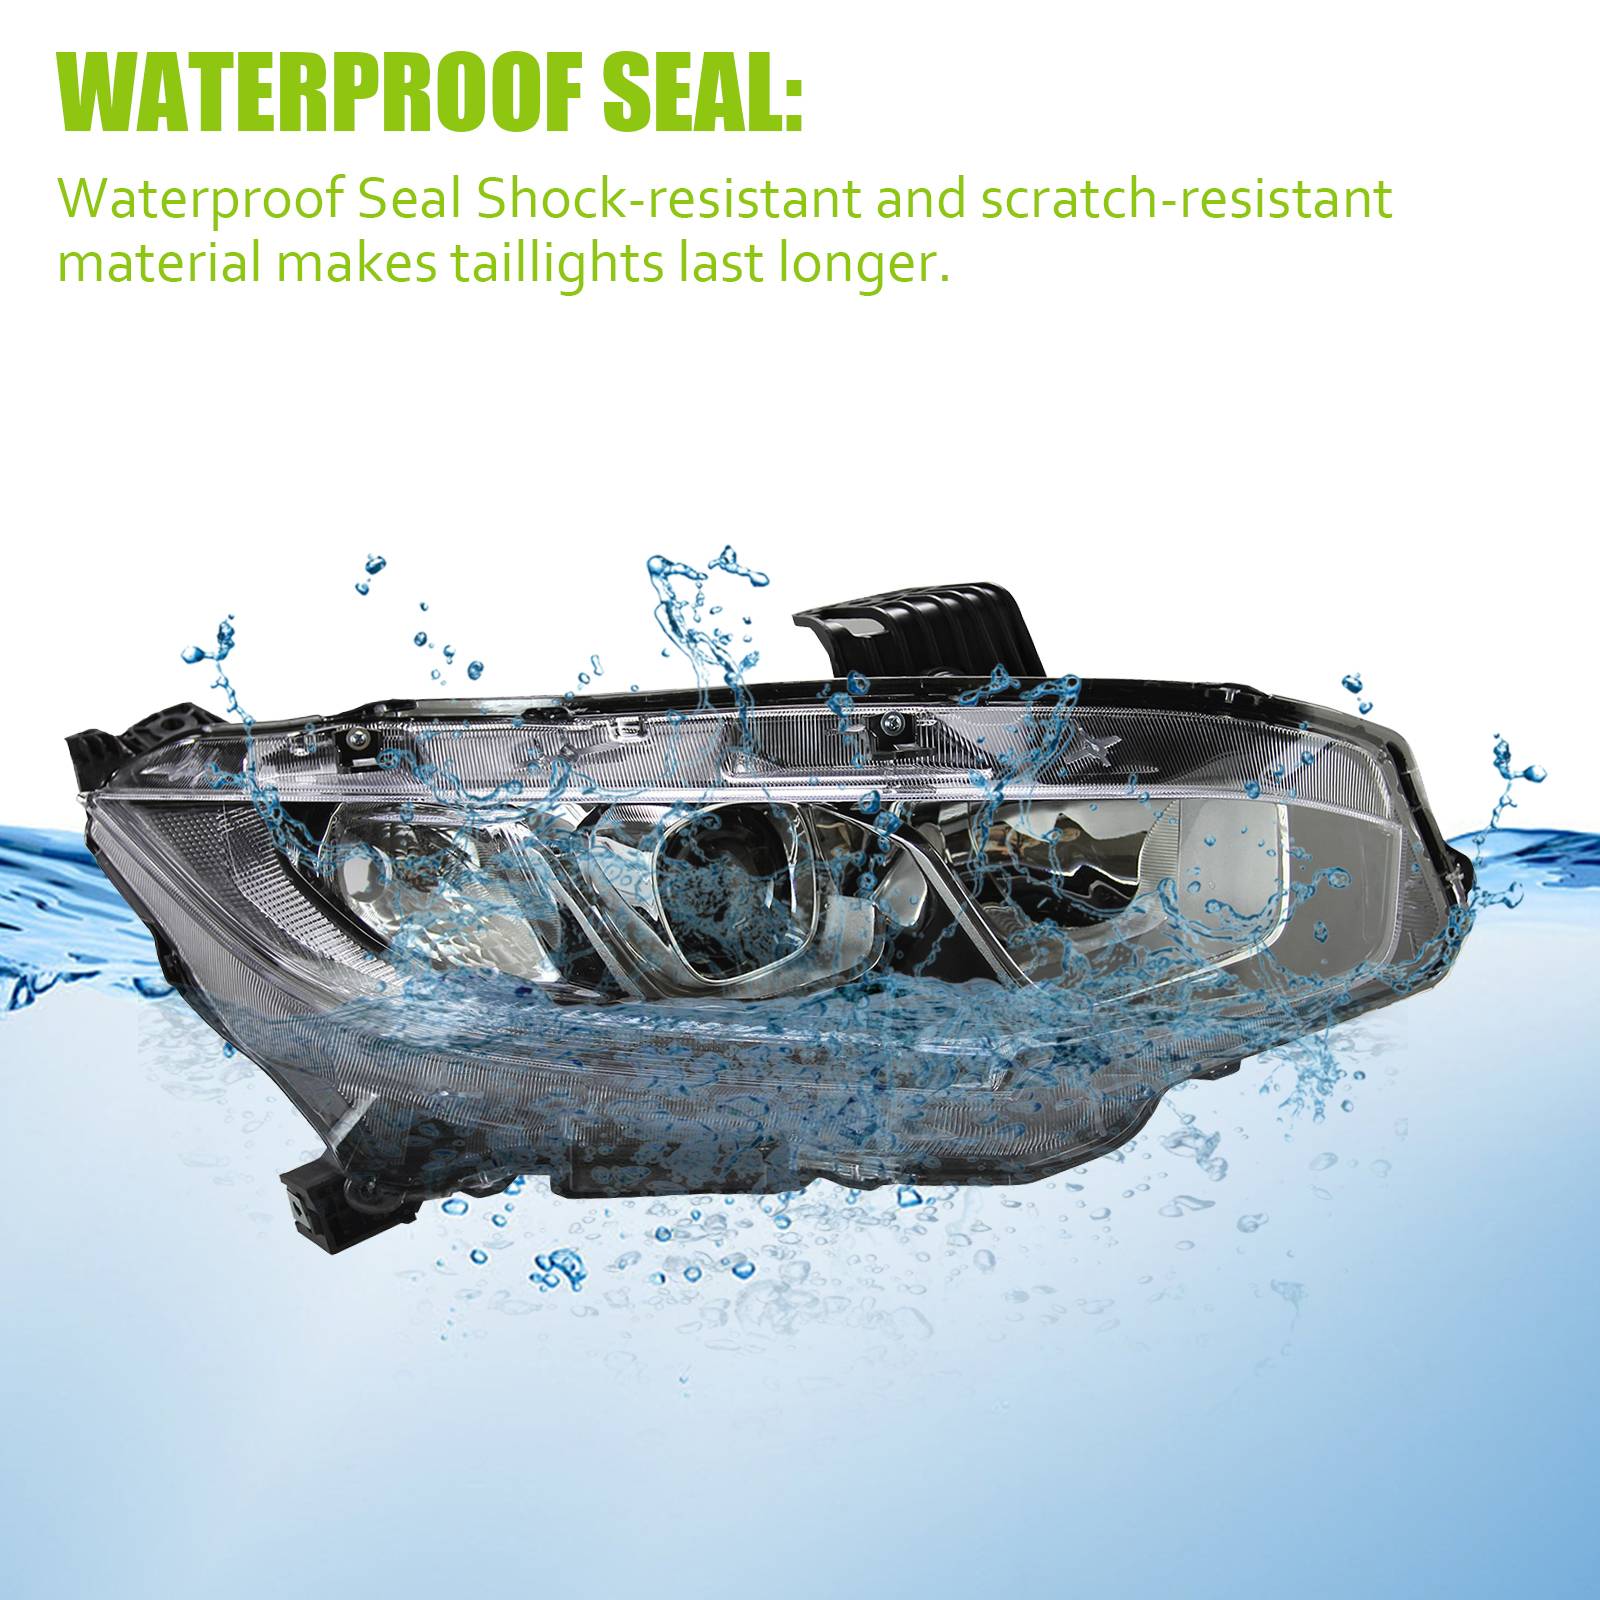 WATERPROOF SEAL:
Waterproof Seal Shock-resistant and scratch-resistant
material makes taillights last longer.